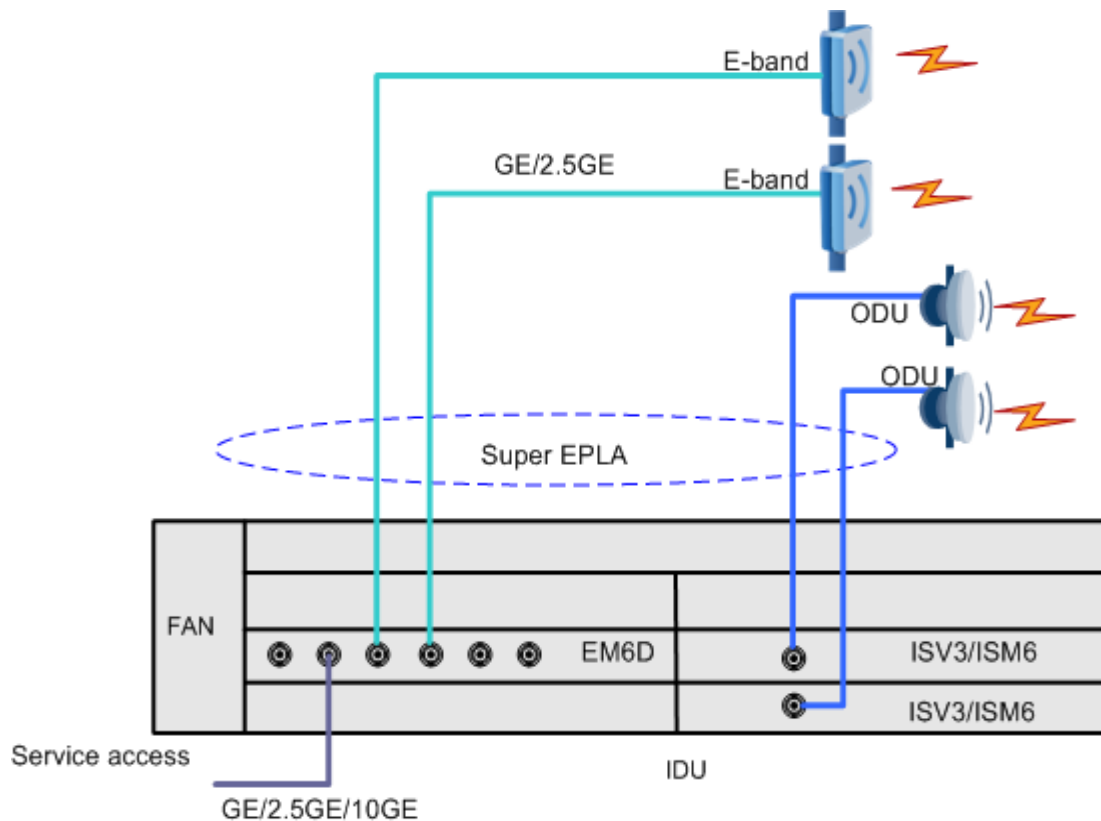 E-band
GE/2.5GE
E-band
ODU
ODU
Super EPLA
FAN
EM6D
ISV3/ISM6
ISV3/ISM6
Service access
IDU
GE/2.5GE/10GE